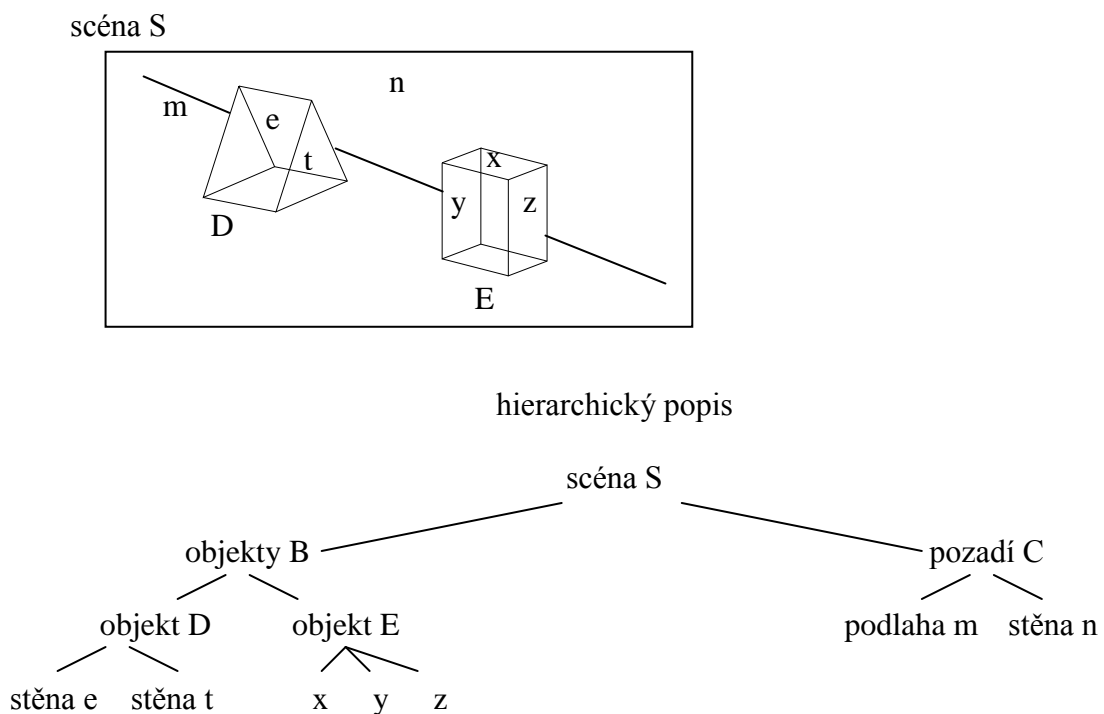 scéna S
n
m
e
t
x
y z
D
E
hierarchický popis
scéna S
objekty B pozadí C
objekt D objekt E podlaha m stěna n
stěna e stěna t x y z